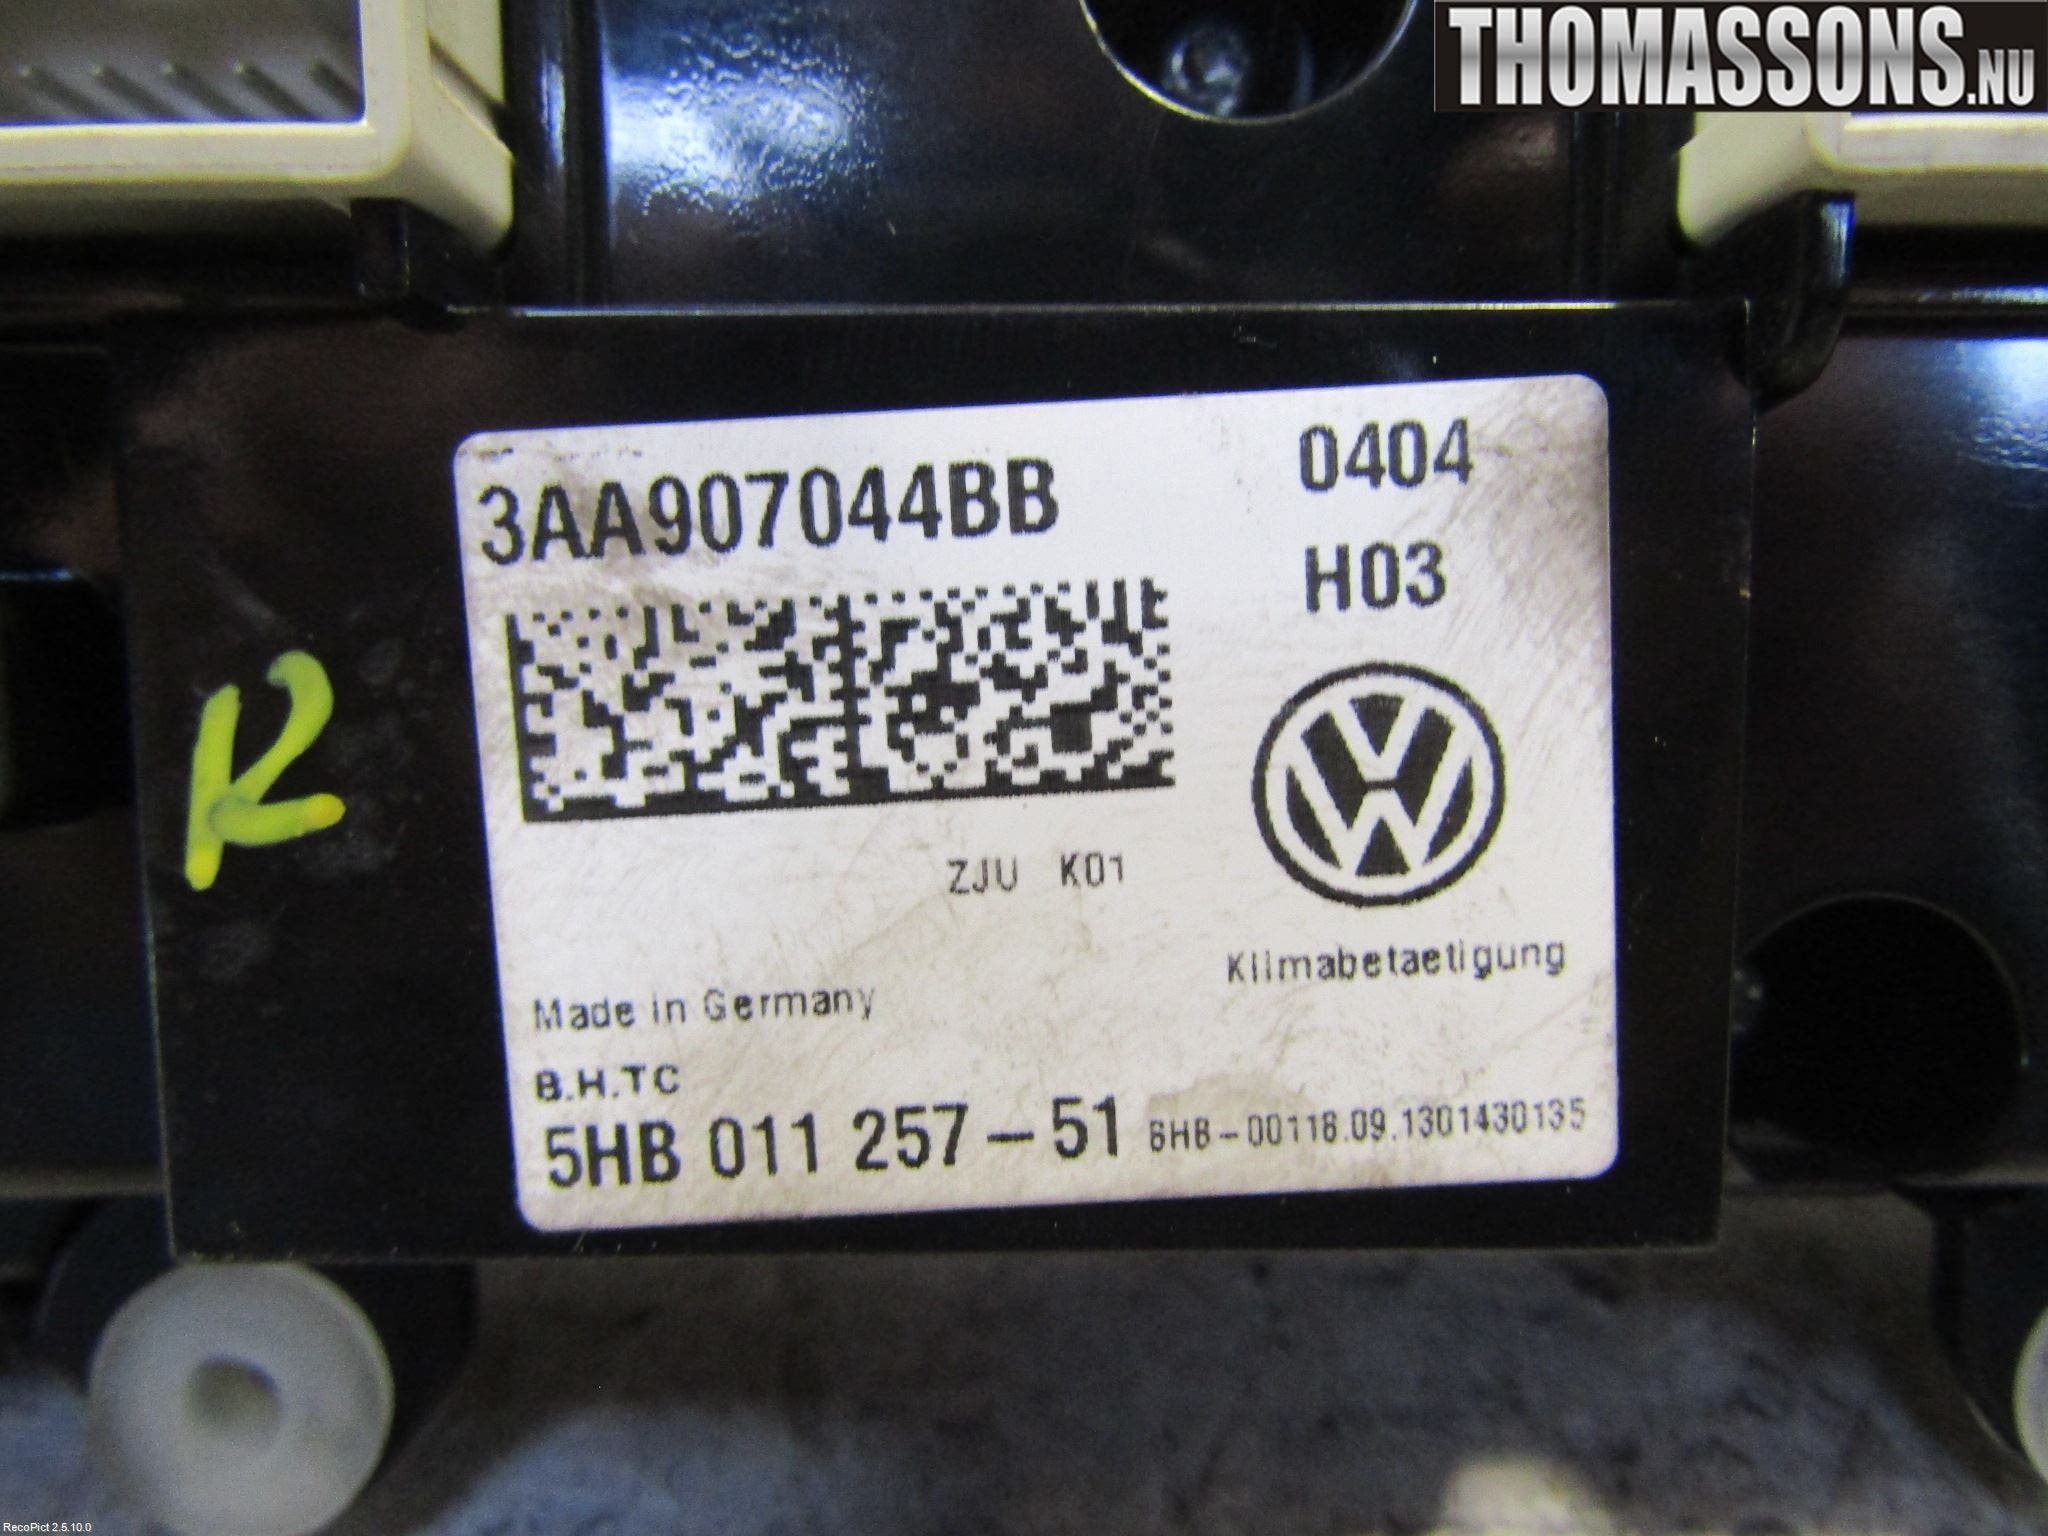 THOMASSONS.NU
3AA907044BB
0404
H03
ZJU K01
Klimabetaetigung
Made in Germany
B.H.TC
5HB 011 257-51 6HB-00118.09.1301430135
R
RecoPict 2.5.10.0